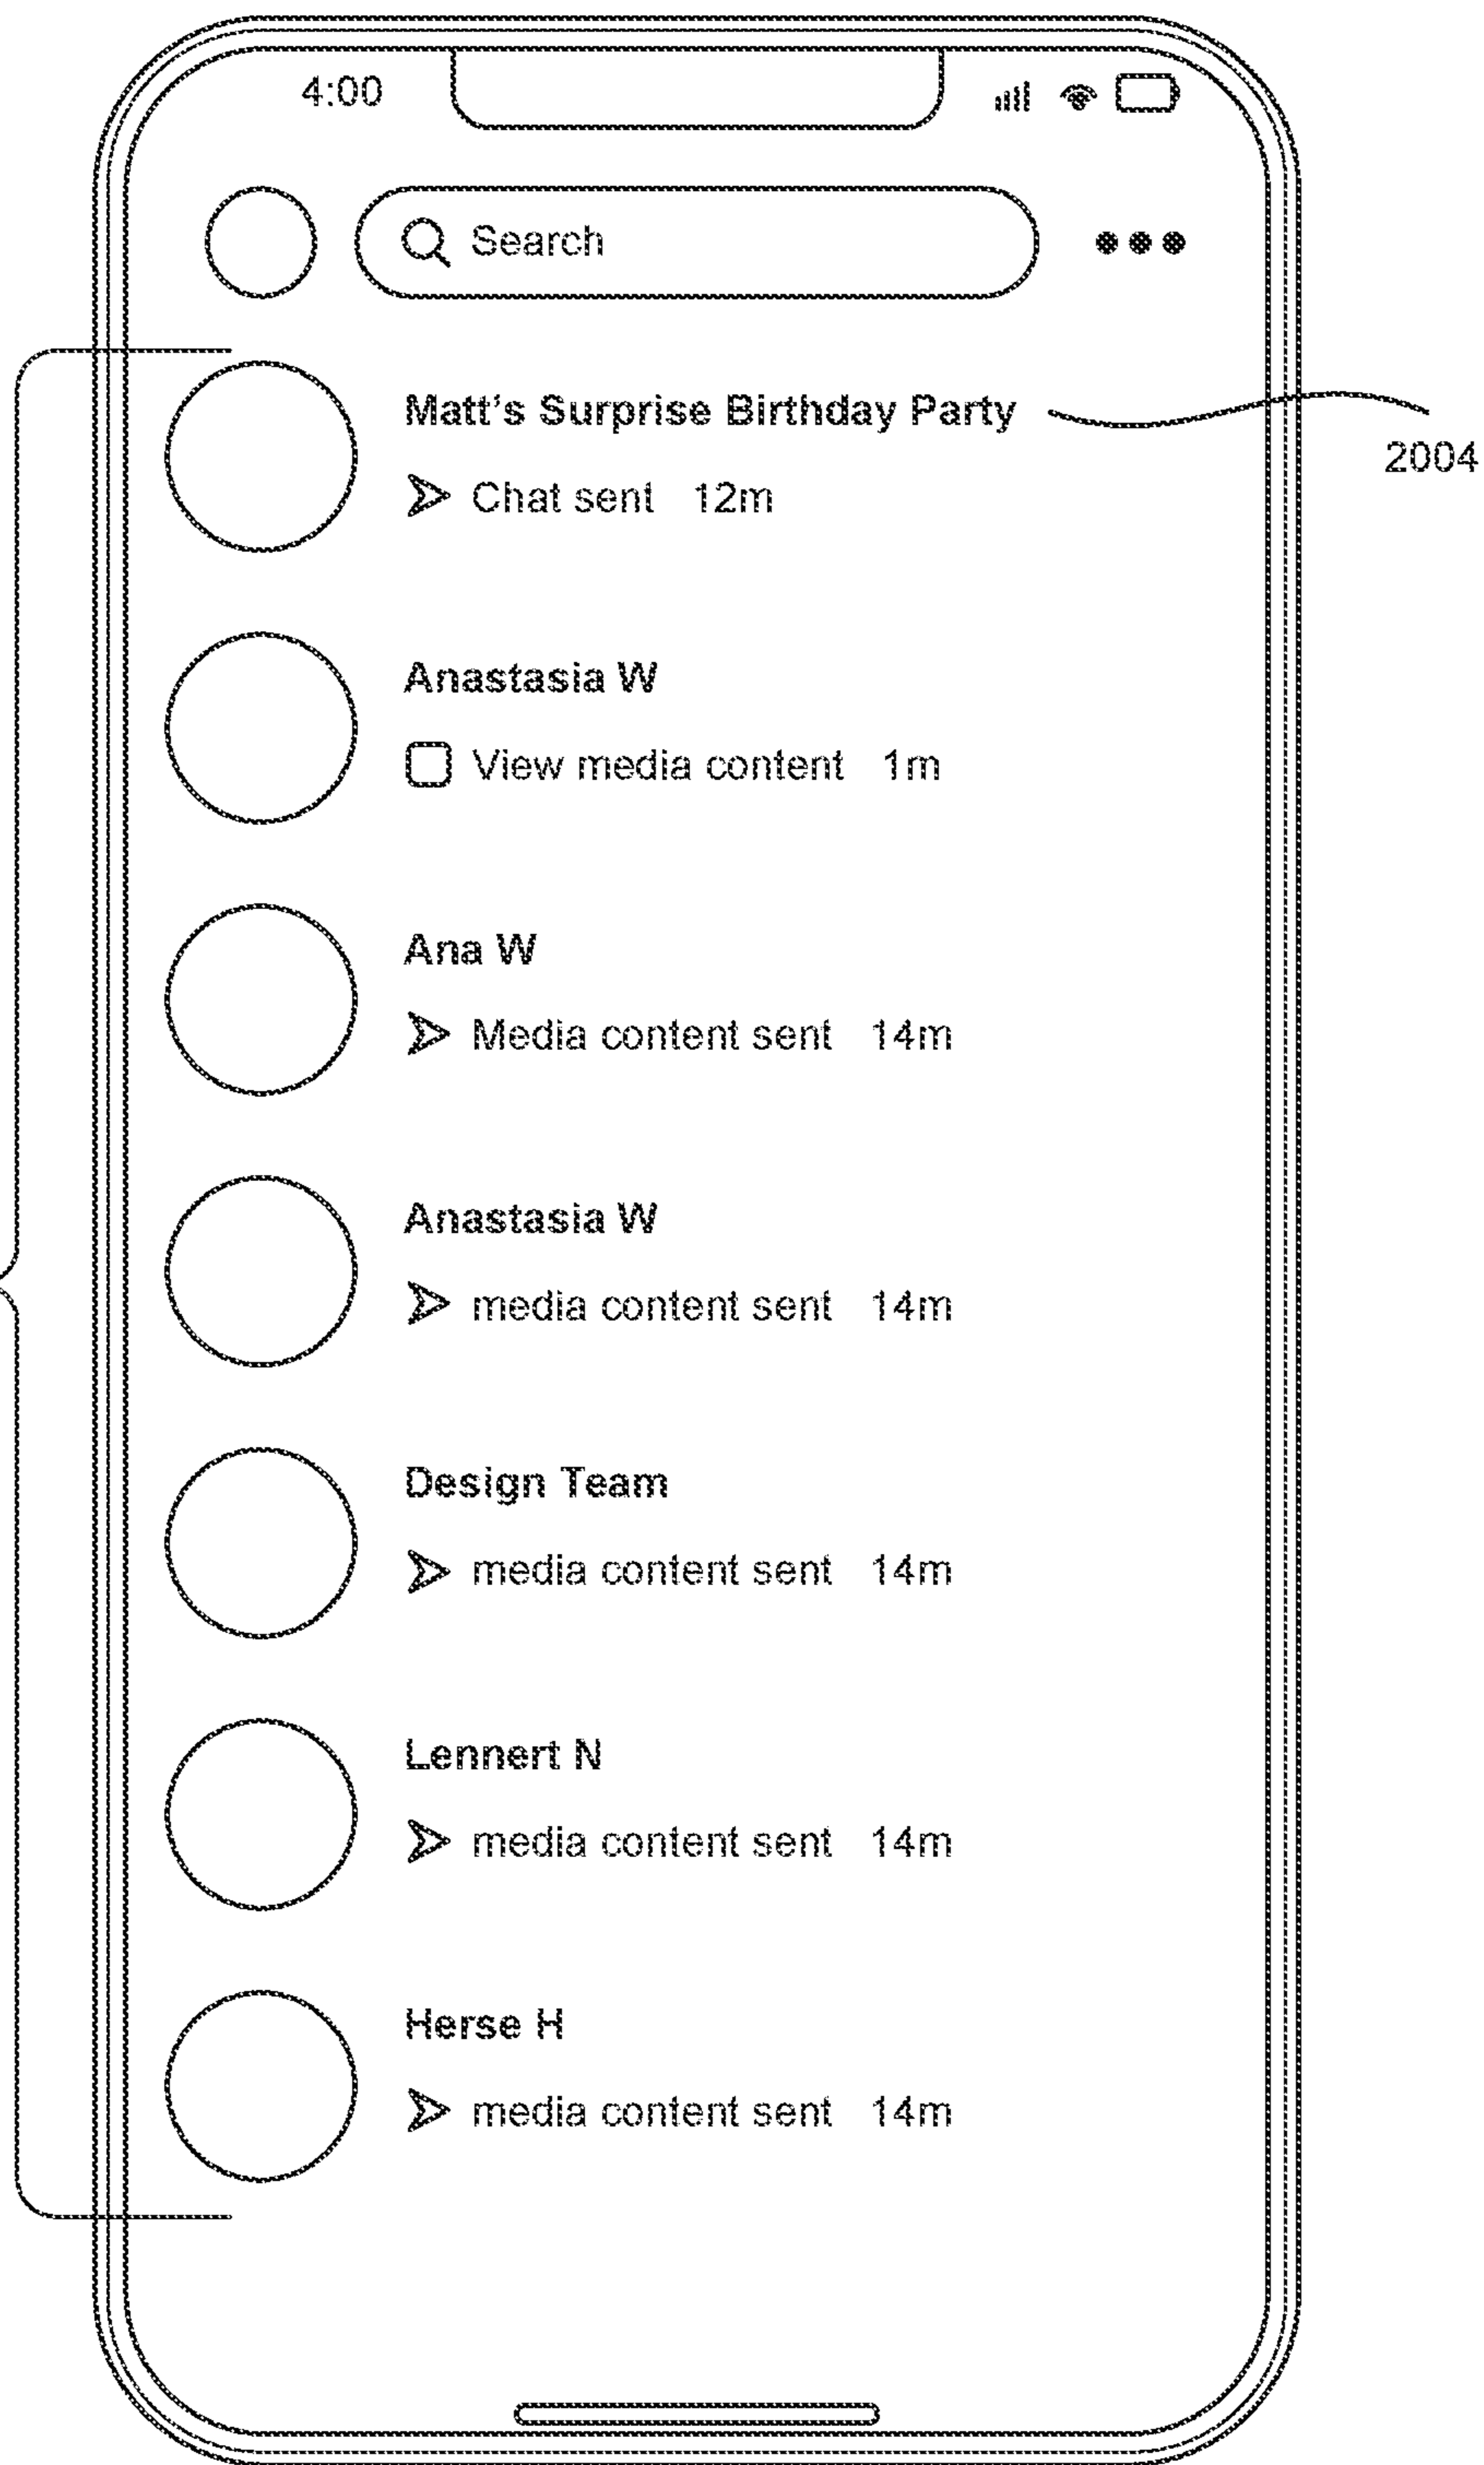 4:00
Search
Matt's Surprise Birthday Party
2004
Chat sent 12m
Anastasia W
View media content 1m
Ana W
Media content sent 14m
Anastasia W
media content sent 14m
Design Team
media content sent 14m
Lennert N
media content sent 14m
Herse H
media content sent 14m